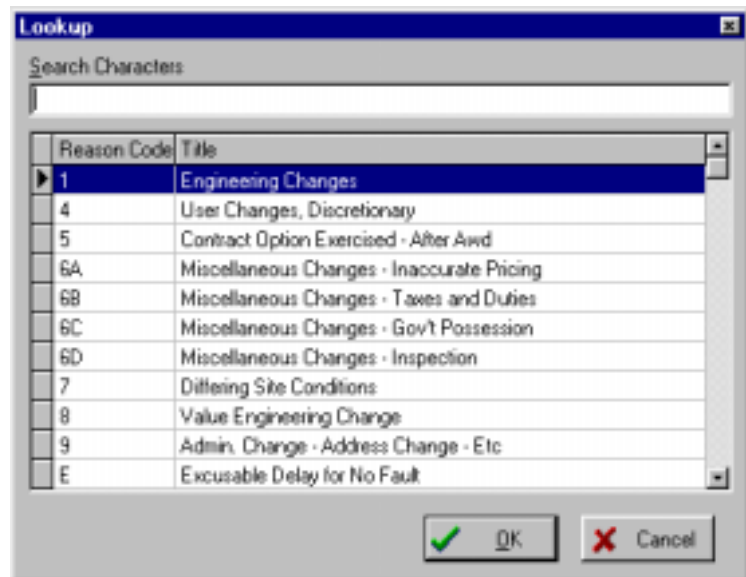 Lookup
Search Characters
Reason Code Title
1 Engineering Changes
4 User Changes, Discretionary
5 Contract Option Exercised - After Awd
6A Miscellaneous Changes - Inaccurate Pricing
6B Miscellaneous Changes - Taxes and Duties
6C Miscellaneous Changes - Gov't Possession
6D Miscellaneous Changes - Inspection
7 Differing Site Conditions
8 Value Engineering Change
9 Admin. Change - Address Change - Etc
E Excusable Delay for No Fault
OK Cancel